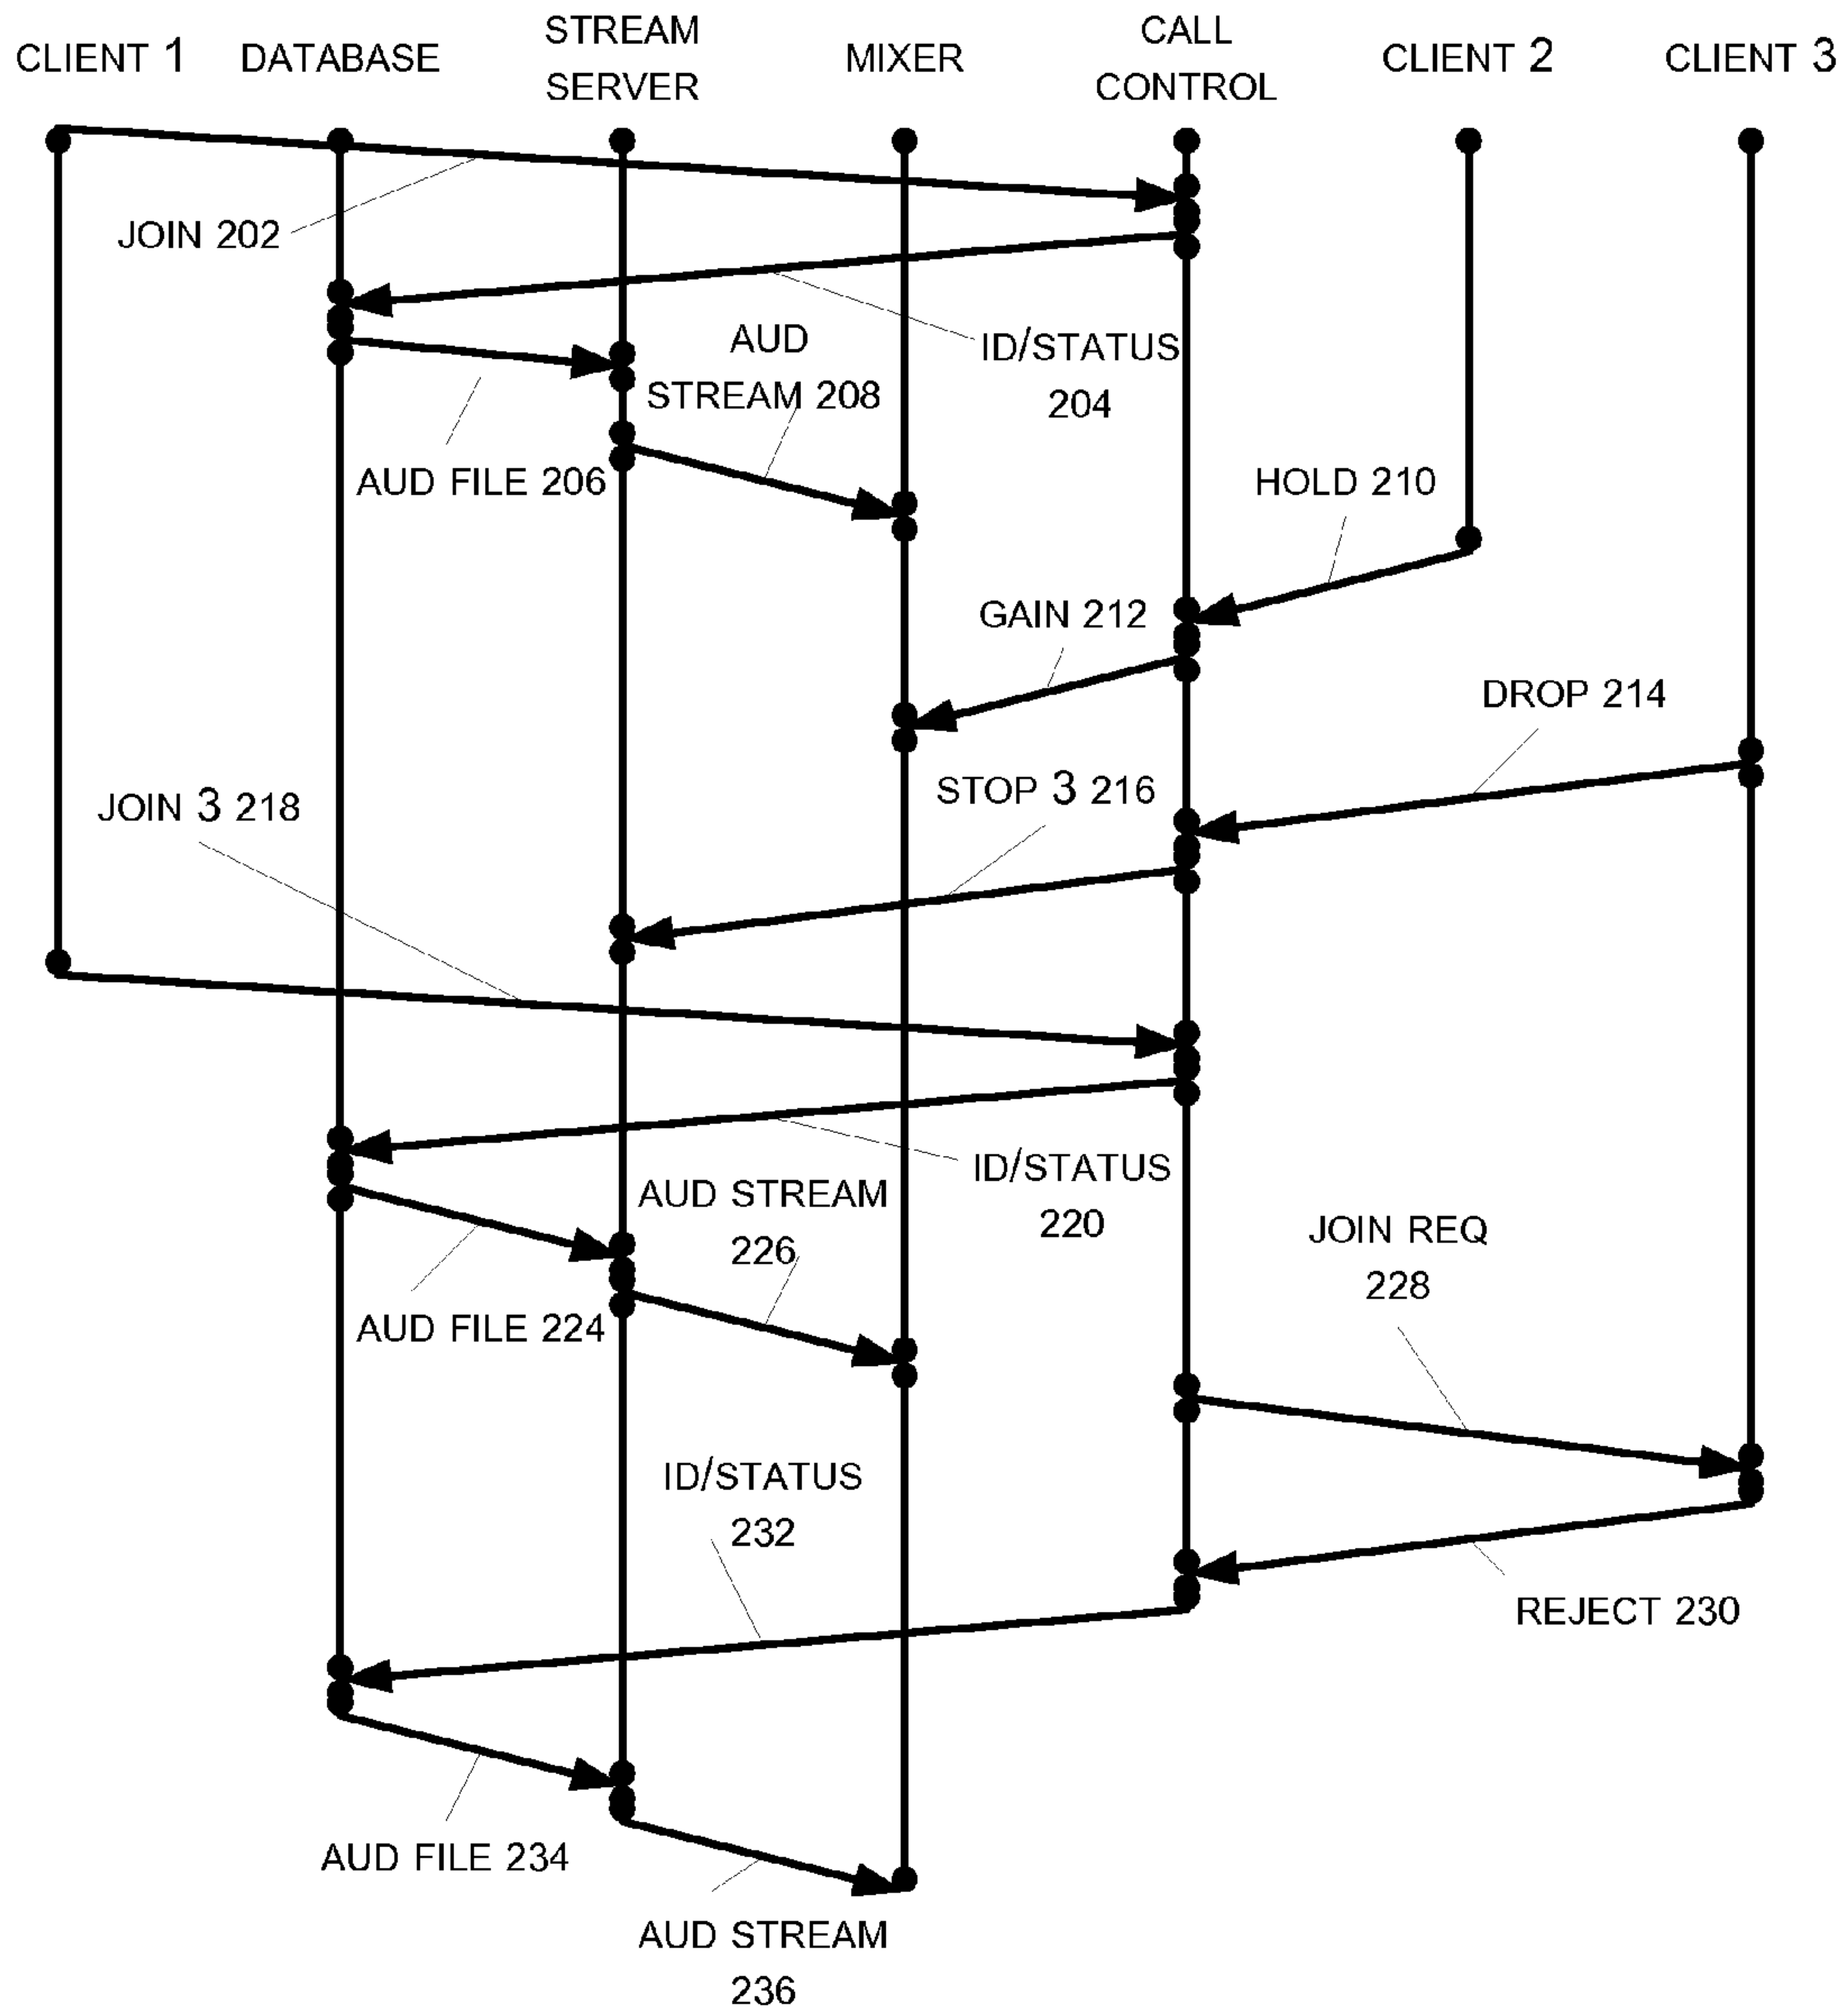 CLIENT 1
DATABASE
STREAM
SERVER
MIXER
CALL
CONTROL
CLIENT 2
CLIENT 3
JOIN 202
ID/STATUS
204
AUD
STREAM 208
AUD FILE 206
HOLD 210
GAIN 212
DROP 214
STOP 3 216
JOIN 3 218
ID/STATUS
220
AUD STREAM
226
AUD FILE 224
JOIN REQ
228
ID/STATUS
232
REJECT 230
AUD FILE 234
AUD STREAM
236